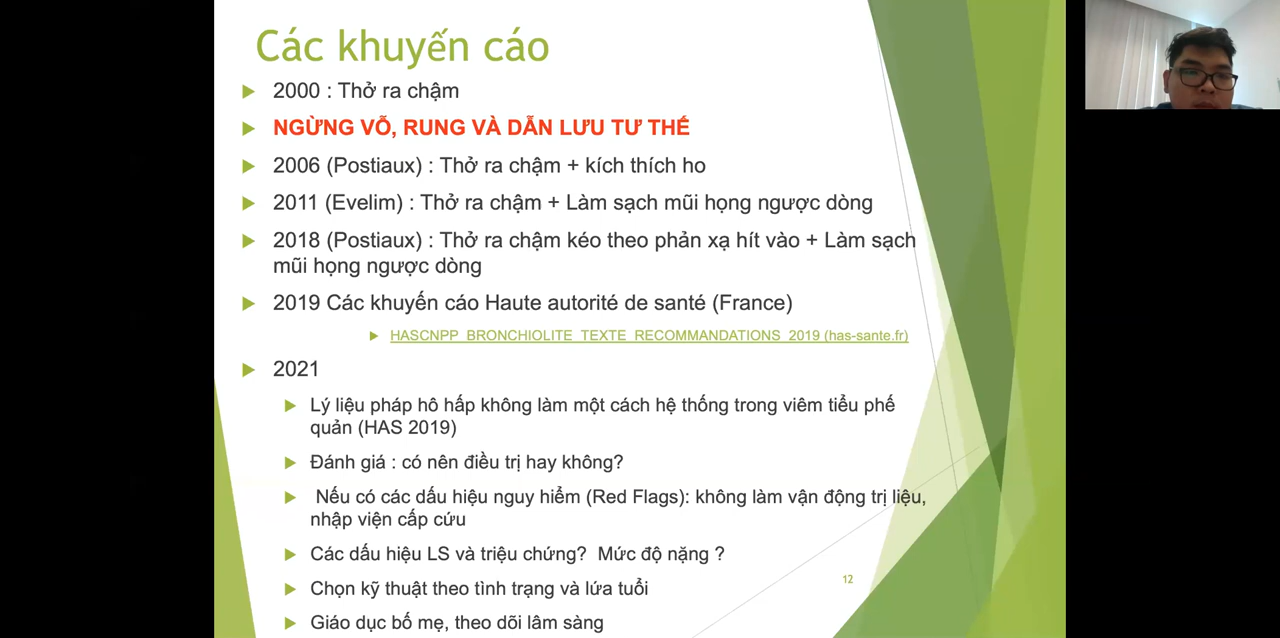 Các khuyến cáo
2000 : Thở ra chậm
NGỪNG VỖ, RUNG VÀ DẪN LƯU TƯ THẾ
2006 (Postiaux) : Thở ra chậm + kích thích ho
2011 (Evelim) : Thở ra chậm + Làm sạch mũi họng ngược dòng
2018 (Postiaux) : Thở ra chậm kéo theo phản xạ hít vào + Làm sạch
mũi họng ngược dòng
2019 Các khuyến cáo Haute autorité de santé (France)
HASCNPP_BRONCHIOLITE_TEXTE_RECOMMANDATIONS_2019 (has-sante.fr)
2021
Lý liệu pháp hô hấp không làm một cách hệ thống trong viêm tiểu phế
quản (HAS 2019)
Đánh giá : có nên điều trị hay không?
Nếu có các dấu hiệu nguy hiểm (Red Flags): không làm vận động trị liệu,
nhập viện cấp cứu
Các dấu hiệu LS và triệu chứng? Mức độ nặng ?
Chọn kỹ thuật theo tình trạng và lứa tuổi
Giáo dục bố mẹ, theo dõi lâm sàng
12